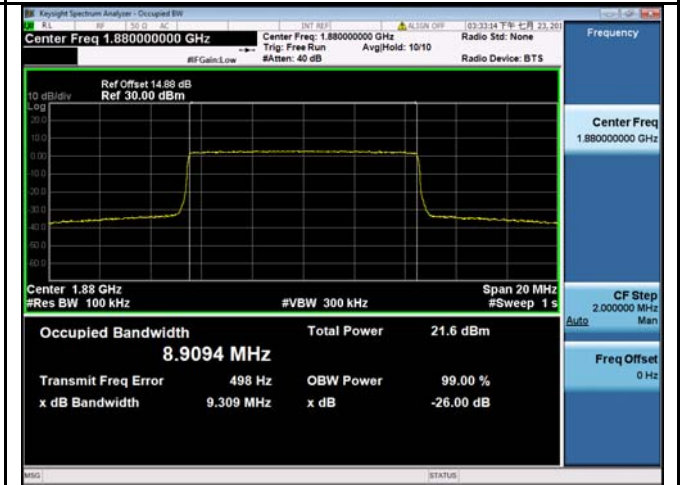 Keysight Spectrum Analyzer - Occupied BW
RL RF 50 Ω AC INT REF ALIGN OFF 03:33:14 下午 七月 23, 201
Center Freq 1.880000000 GHz
#IFGain:Low
Center Freq: 1.880000000 GHz
Trig: Free Run Avg|Hold: 10/10
#Atten: 40 dB
Radio Std: None
Radio Device: BTS
Frequency
Ref Offset 14.88 dB
10 dB/div Ref 30.00 dBm
Log
20.0
10.0
0.00
-10.0
-20.0
-30.0
-40.0
-50.0
-60.0
Center 1.88 GHz Span 20 MHz
#Res BW 100 kHz #VBW 300 kHz #Sweep 1 s
Occupied Bandwidth Total Power 21.6 dBm
8.9094 MHz
Transmit Freq Error 498 Hz OBW Power 99.00 %
x dB Bandwidth 9.309 MHz x dB -26.00 dB
Center Freq
1.880000000 GHz
CF Step
2.000000 MHz
Auto Man
Freq Offset
0 Hz
MSG STATUS